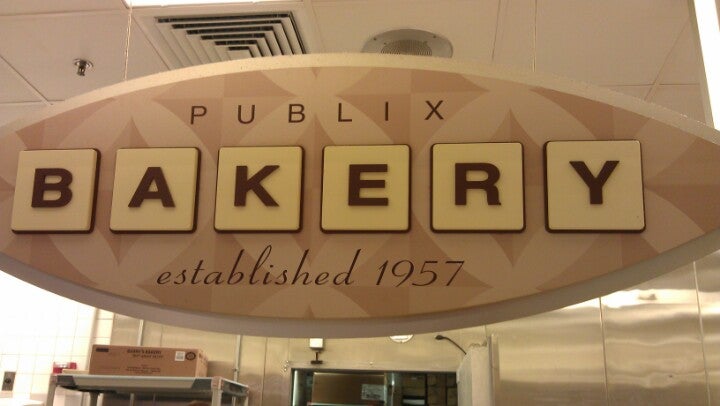 PUBLIX
BAKERY
established 1957